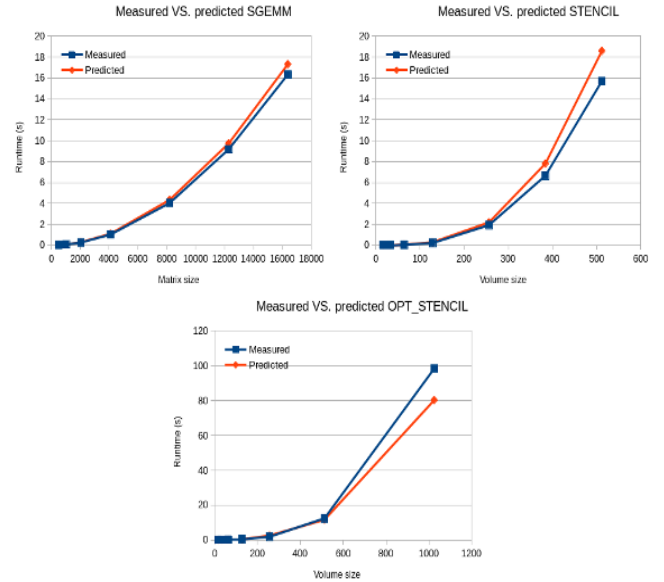 Measured VS. predicted SGEMM
Measured VS. predicted STENCIL
20
18
16
14
12
10
8
6
4
2
0
Runtime (s)
Measured
Predicted
0 2000 4000 6000 8000 10000 12000 14000 16000 18000
Matrix size
20
18
16
14
12
10
8
6
4
2
0
Runtime (s)
Measured
Predicted
0 100 200 300 400 500 600
Volume size
Measured VS. predicted OPT_STENCIL
120
100
80
60
40
20
0
Runtime (s)
Measured
Predicted
0 200 400 600 800 1000 1200
Volume size